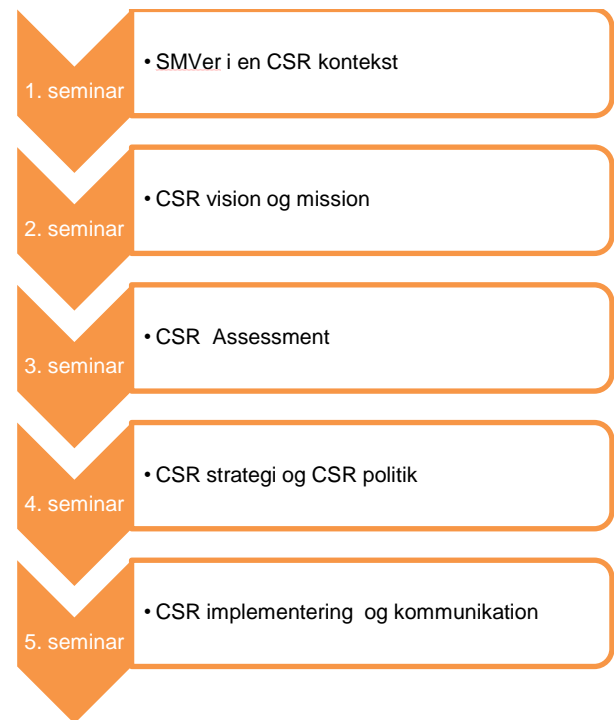 1. seminar
• SMVer i en CSR kontekst
2. seminar
• CSR vision og mission
3. seminar
• CSR  Assessment
4. seminar
• CSR strategi og CSR politik
5. seminar
• CSR implementering  og kommunikation